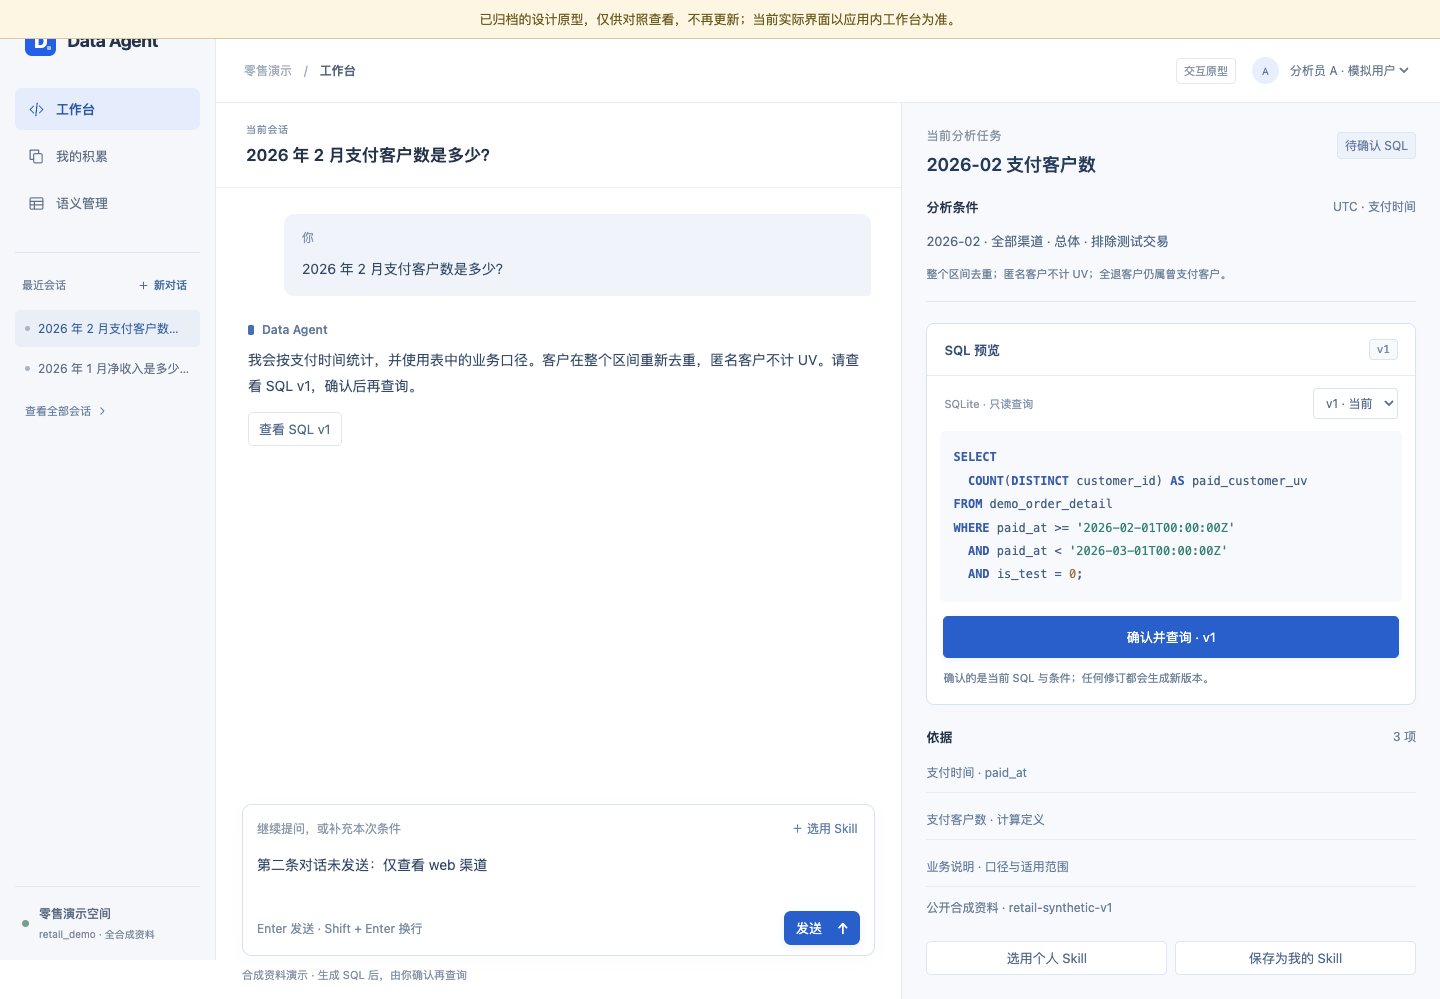 已归档的设计原型，仅供对照查看，不再更新；当前实际界面以应用内工作台为准。
D. Data Agent
工作台
我的积累
语义管理
最近会话
+ 新对话
2026 年 2 月支付客户数...
2026 年 1 月净收入是多少...
查看全部会话
零售演示空间
retail_demo · 全合成资料
零售演示 / 工作台
交互原型
A
分析员 A · 模拟用户
当前会话
2026 年 2 月支付客户数是多少？
你
2026 年 2 月支付客户数是多少？
Data Agent
我会按支付时间统计，并使用表中的业务口径。客户在整个区间重新去重，匿名客户不计 UV。请查
看 SQL v1，确认后再查询。
查看 SQL v1
继续提问，或补充本次条件
+ 选用 Skill
第二条对话未发送：仅查看 web 渠道
Enter 发送 · Shift + Enter 换行
发送 ↑
合成资料演示 · 生成 SQL 后，由你确认再查询
当前分析任务
2026-02 支付客户数
待确认 SQL
分析条件
UTC · 支付时间
2026-02 · 全部渠道 · 总体 · 排除测试交易
整个区间去重；匿名客户不计 UV；全退客户仍属曾支付客户。
SQL 预览
v1
SQLite · 只读查询
v1 · 当前
SELECT
  COUNT(DISTINCT customer_id) AS paid_customer_uv
FROM demo_order_detail
WHERE paid_at >= '2026-02-01T00:00:00Z'
  AND paid_at < '2026-03-01T00:00:00Z'
  AND is_test = 0;
确认并查询 · v1
确认的是当前 SQL 与条件；任何修订都会生成新版本。
依据
3 项
支付时间 · paid_at
支付客户数 · 计算定义
业务说明 · 口径与适用范围
公开合成资料 · retail-synthetic-v1
选用个人 Skill
保存为我的 Skill